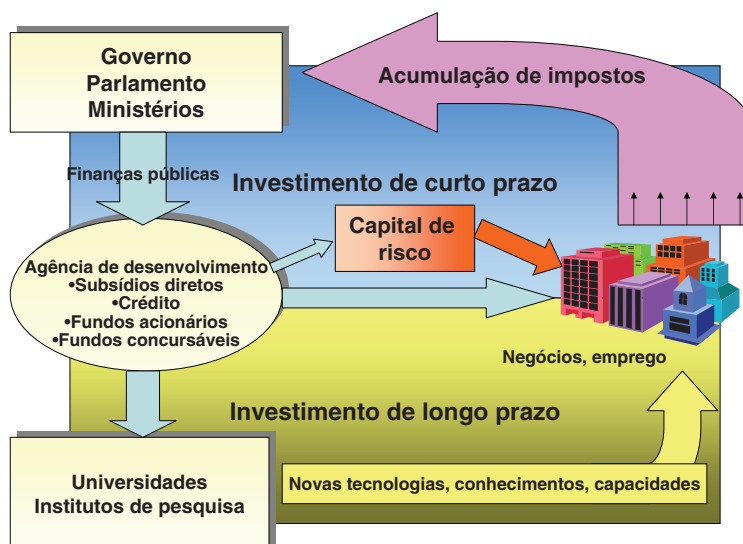 Governo
Parlamento
Ministérios
Acumulação de impostos
Finanças públicas
Investimento de curto prazo
Capital de
risco
Agência de desenvolvimento
•Subsídios diretos
•Crédito
•Fundos acionários
•Fundos concursáveis
Negócios, emprego
Investimento de longo prazo
Universidades
Institutos de pesquisa
Novas tecnologias, conhecimentos, capacidades